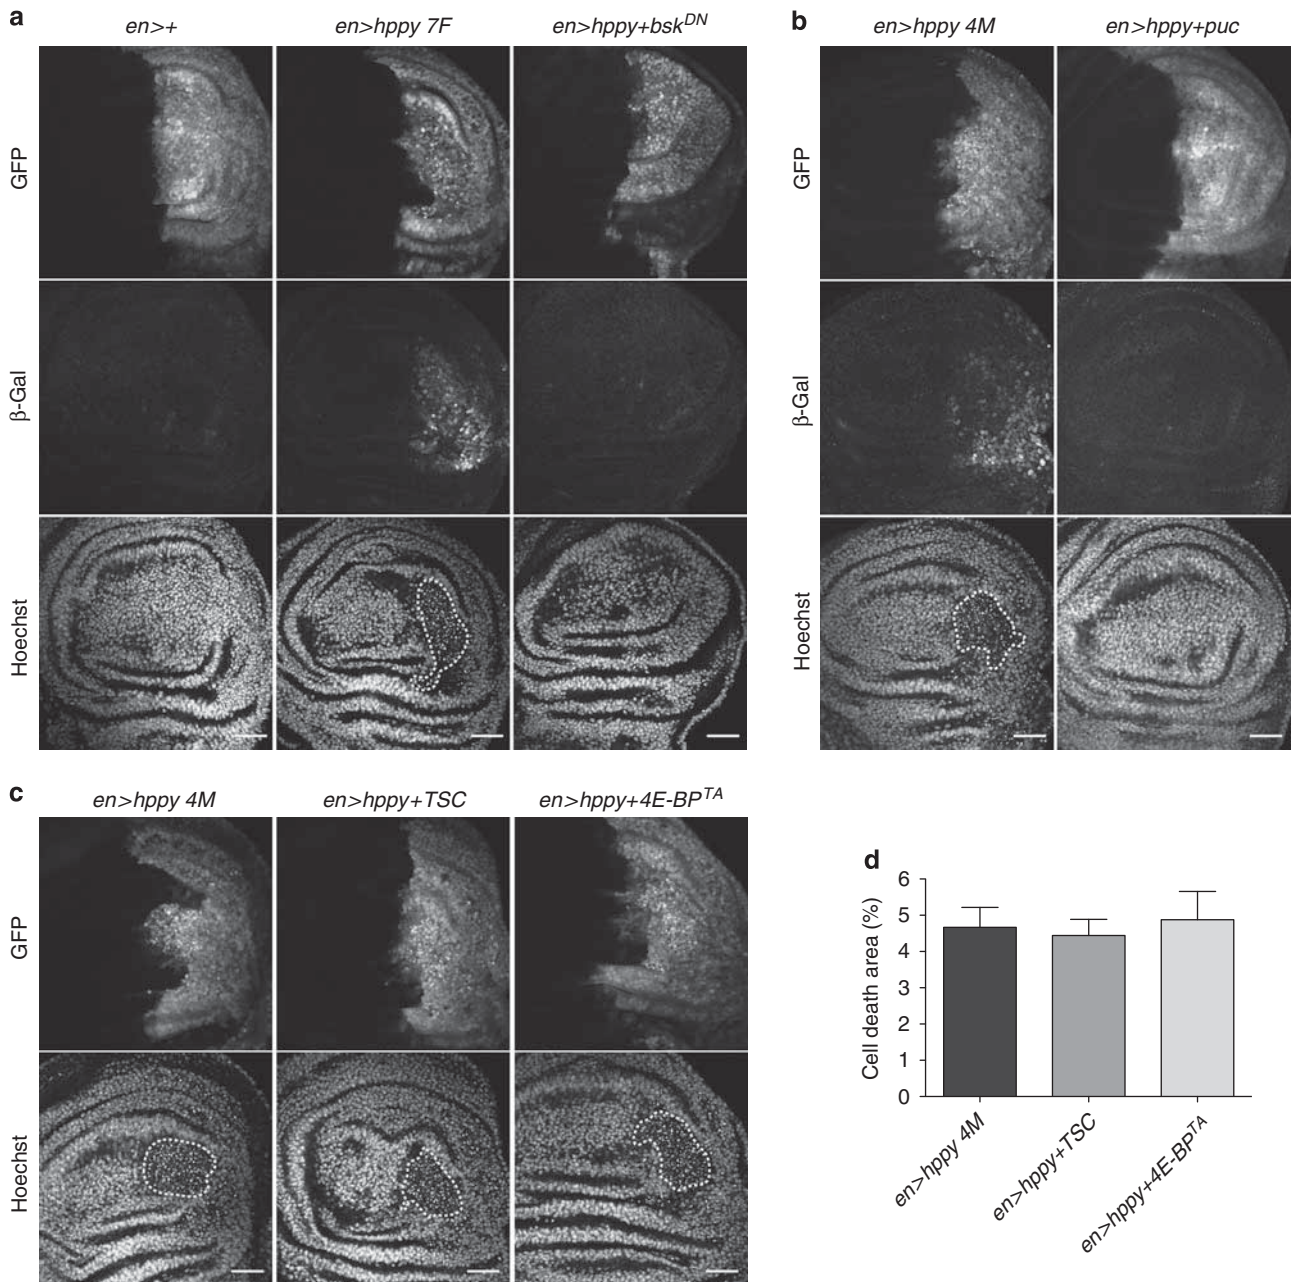 a
en>+
en>hppy 7F
en>hppy+bsk^DN
GFP
β-Gal
Hoechst
b
en>hppy 4M
en>hppy+puc
GFP
β-Gal
Hoechst
c
en>hppy 4M
en>hppy+TSC
en>hppy+4E-BP^TA
GFP
Hoechst
d
Cell death area (%)
6
5
4
3
2
1
0
en>hppy 4M
en>hppy+TSC
en>hppy+4E-BP^TA